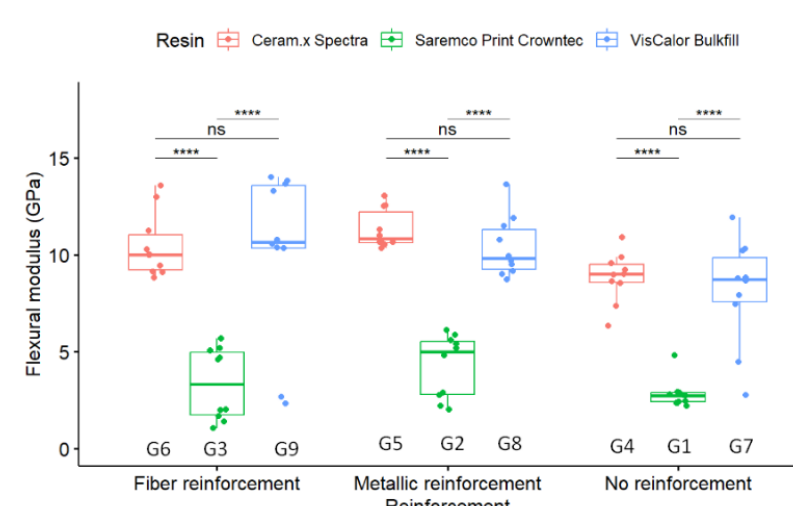 Resin Ceram.x Spectra Saremco Print Crowntec VisCalor Bulkfill
**** **** ****
ns ns ns
**** **** ****
Flexural modulus (GPa)
15
10
5
0
G6 G3 G9 G5 G2 G8 G4 G1 G7
Fiber reinforcement Metallic reinforcement No reinforcement
Reinforcement